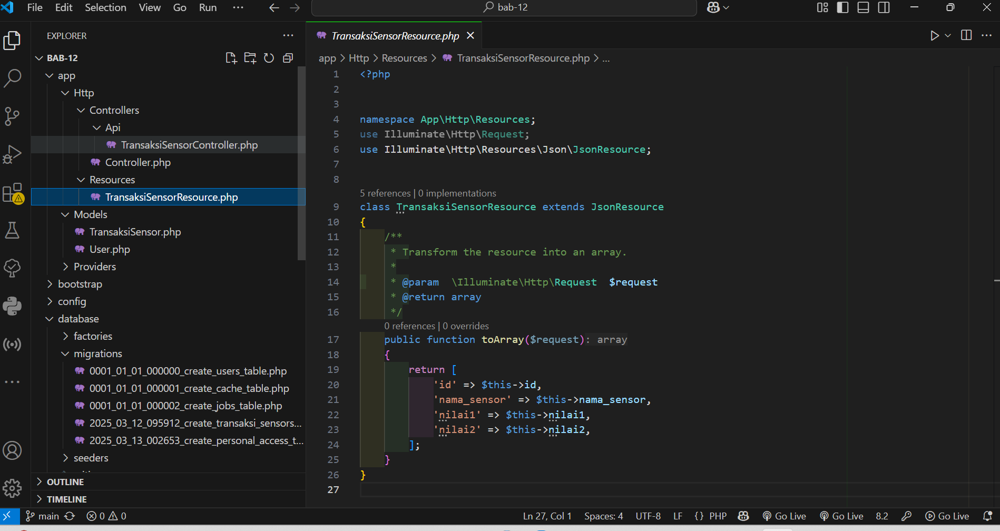 File Edit Selection View Go Run ··· bab-12
EXPLORER ···
BAB-12
app
Http
Controllers
Api
TransaksiSensorController.php
Controller.php
Resources
TransaksiSensorResource.php
Models
TransaksiSensor.php
User.php
Providers
bootstrap
config
database
factories
migrations
0001_01_01_000000_create_users_table.php
0001_01_01_000001_create_cache_table.php
0001_01_01_000002_create_jobs_table.php
2025_03_12_095912_create_transaksi_sensors...
2025_03_13_002653_create_personal_access_t...
seeders
OUTLINE
TIMELINE
TransaksiSensorResource.php
app > Http > Resources > TransaksiSensorResource.php > ...
1 <?php
2
3
4 namespace App\Http\Resources;
5 use Illuminate\Http\Request;
6 use Illuminate\Http\Resources\Json\JsonResource;
7
8
5 references | 0 implementations
9 class TransaksiSensorResource extends JsonResource
10 {
11 /**
12 * Transform the resource into an array.
13 *
14 * @param  \Illuminate\Http\Request  $request
15 * @return array
16 */
0 references | 0 overrides
17 public function toArray($request): array
18 {
19 return [
20 'id' => $this->id,
21 'nama_sensor' => $this->nama_sensor,
22 'nilai1' => $this->nilai1,
23 'nilai2' => $this->nilai2,
24 ];
25 }
26 }
27
main 0 0 Ln 27, Col 1 Spaces: 4 UTF-8 LF {} PHP Go Live Go Live 8.2 Go Live